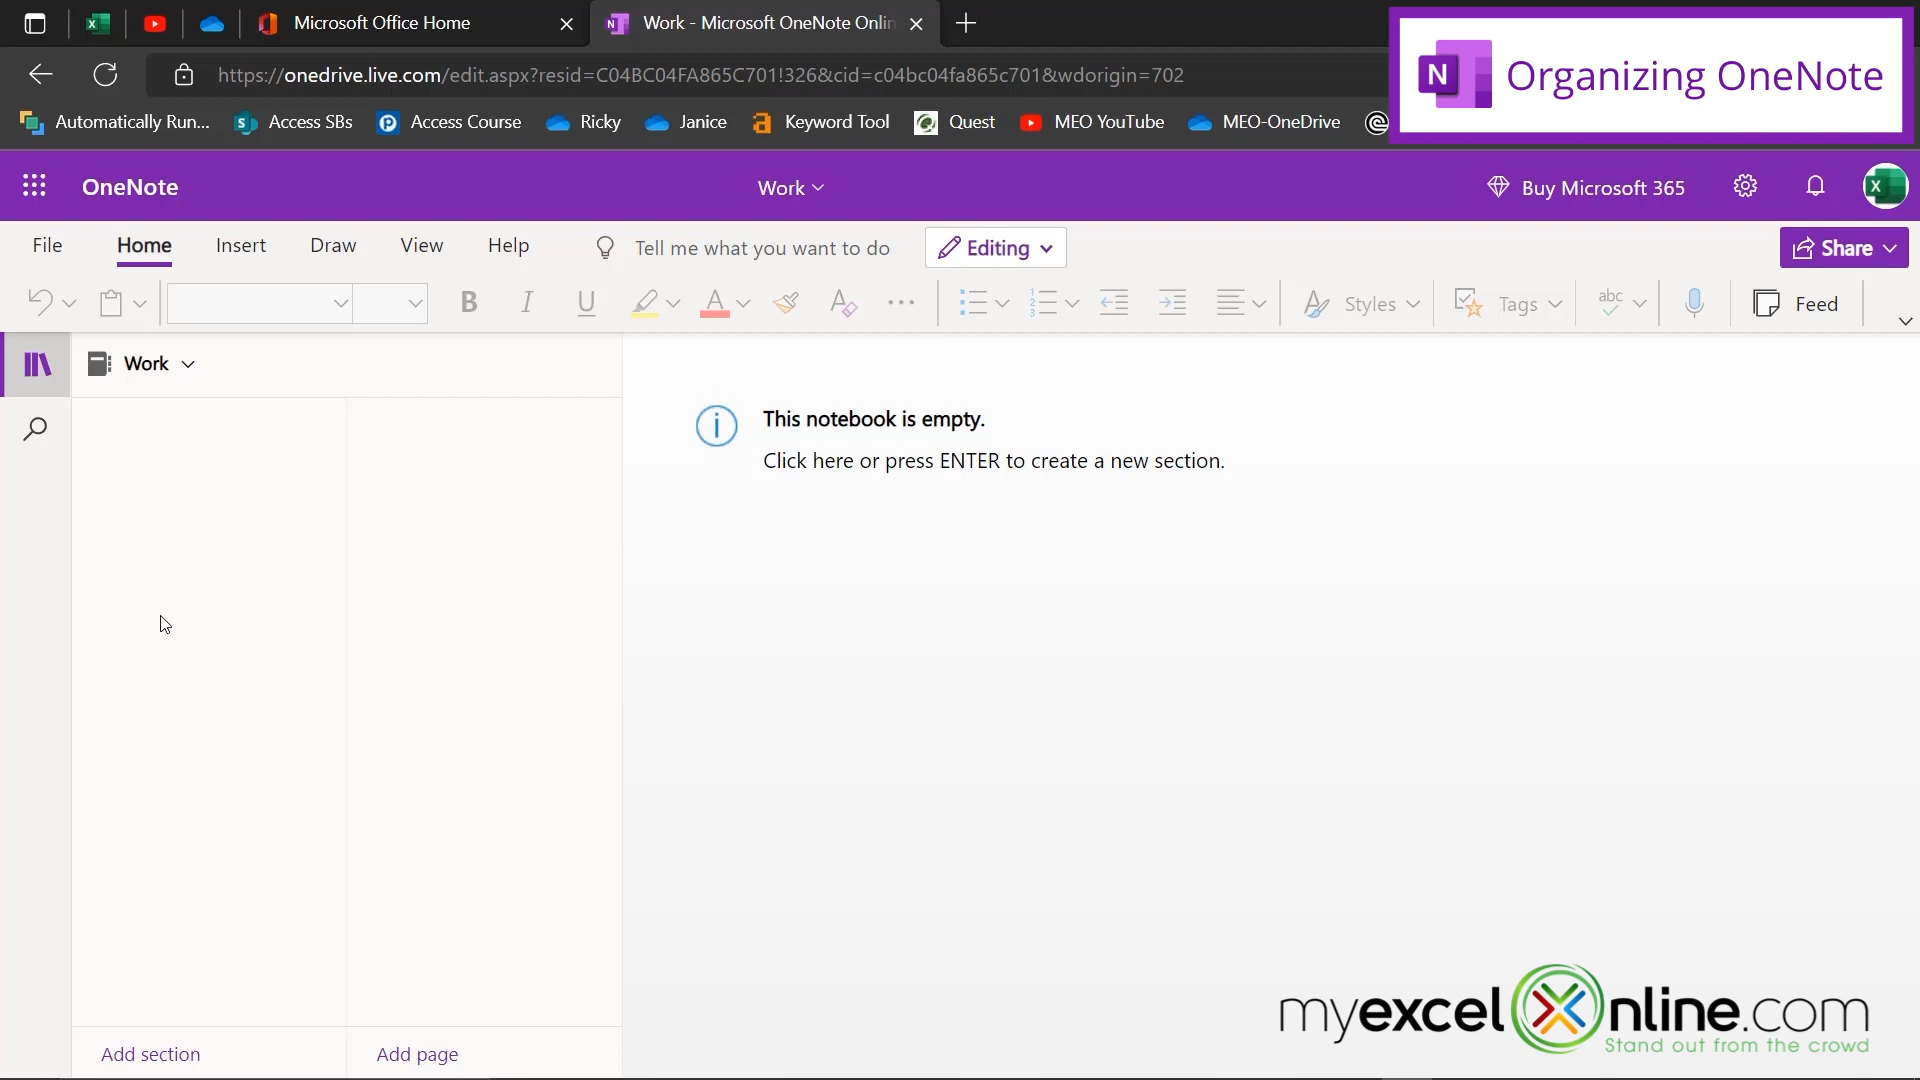 Microsoft Office Home
Work - Microsoft OneNote Onlin
N Organizing OneNote
https://onedrive.live.com/edit.aspx?resid=C04BC04FA865C701!326&cid=c04bc04fa865c701&wdorigin=702
Automatically Run... Access SBs Access Course Ricky Janice Keyword Tool Quest MEO YouTube MEO-OneDrive
OneNote Work Buy Microsoft 365
File Home Insert Draw View Help Tell me what you want to do Editing Share
B I U A A Styles Tags abc Feed
Work
This notebook is empty.
Click here or press ENTER to create a new section.
myexcelOnline.com
Stand out from the crowd
Add section Add page